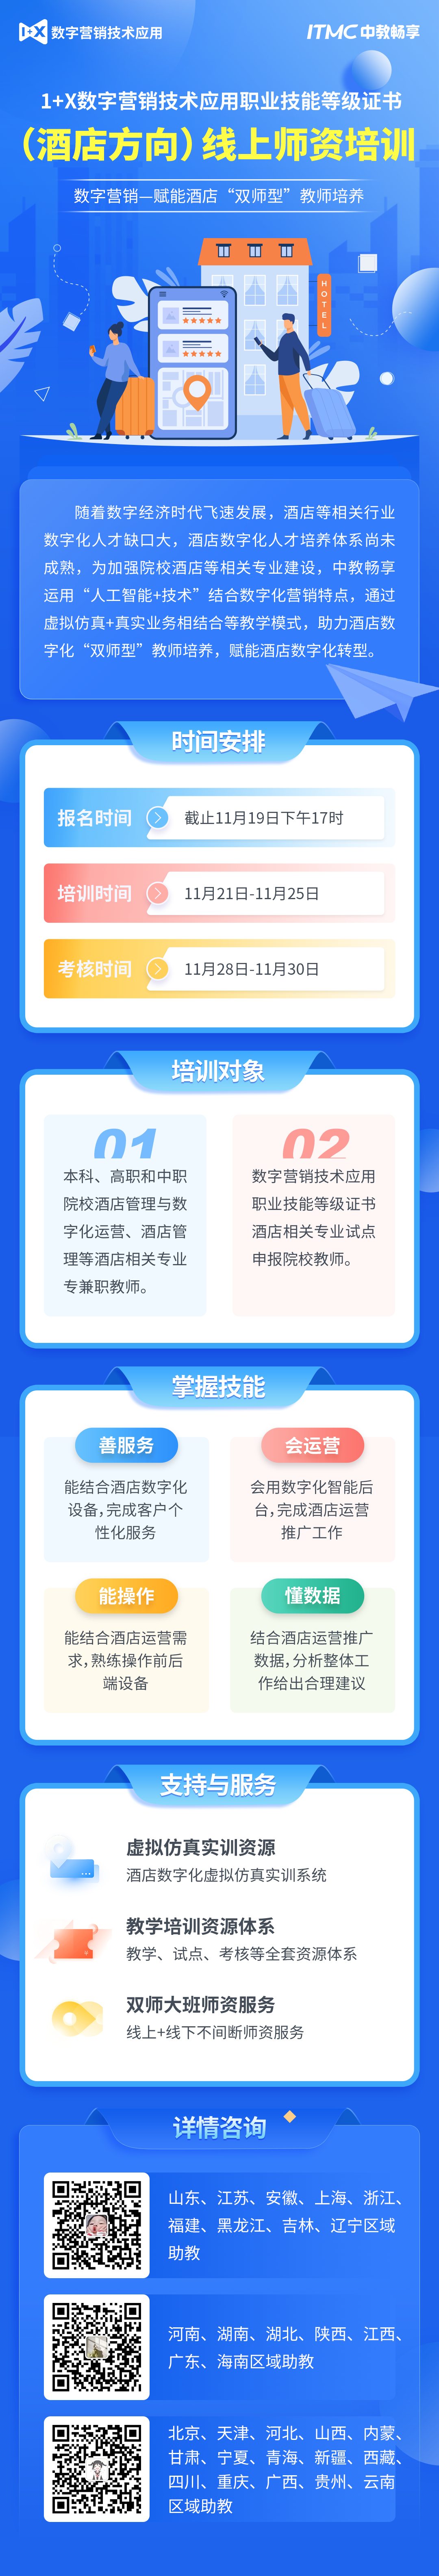 数字营销技术应用
ITMC 中教畅享
1+X数字营销技术应用职业技能等级证书
（酒店方向）线上师资培训
数字营销—赋能酒店“双师型”教师培养
HOTEL
随着数字经济时代飞速发展，酒店等相关行业
数字化人才缺口大，酒店数字化人才培养体系尚未
成熟，为加强院校酒店等相关专业建设，中教畅享
运用“人工智能+技术”结合数字化营销特点，通过
虚拟仿真+真实业务相结合等教学模式，助力酒店数
字化“双师型”教师培养，赋能酒店数字化转型。
时间安排
报名时间
截止11月19日下午17时
培训时间
11月21日-11月25日
考核时间
11月28日-11月30日
培训对象
01
本科、高职和中职
院校酒店管理与数
字化运营、酒店管
理等酒店相关专业
专兼职教师。
02
数字营销技术应用
职业技能等级证书
酒店相关专业试点
申报院校教师。
掌握技能
善服务
能结合酒店数字化
设备，完成客户个
性化服务
会运营
会用数字化智能后
台，完成酒店运营
推广工作
能操作
能结合酒店运营需
求，熟练操作前后
端设备
懂数据
结合酒店运营推广
数据，分析整体工
作给出合理建议
支持与服务
虚拟仿真实训资源
酒店数字化虚拟仿真实训系统
教学培训资源体系
教学、试点、考核等全套资源体系
双师大班师资服务
线上+线下不间断师资服务
详情咨询
山东、江苏、安徽、上海、浙江、
福建、黑龙江、吉林、辽宁区域
助教
河南、湖南、湖北、陕西、江西、
广东、海南区域助教
北京、天津、河北、山西、内蒙、
甘肃、宁夏、青海、新疆、西藏、
四川、重庆、广西、贵州、云南
区域助教